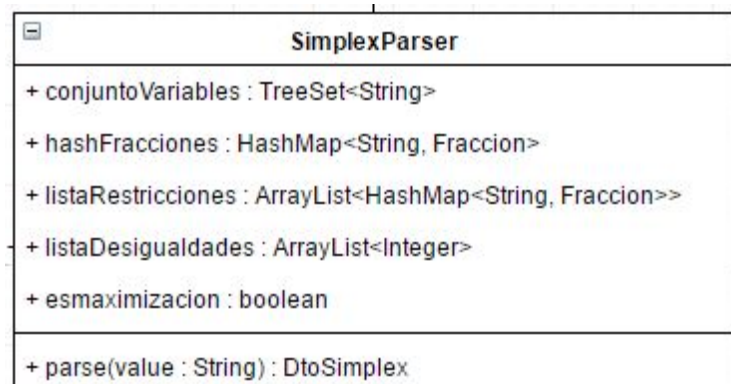 SimplexParser
+ conjuntoVariables : TreeSet<String>
+ hashFracciones : HashMap<String, Fraccion>
+ listaRestricciones : ArrayList<HashMap<String, Fraccion>>
+ listaDesigualdades : ArrayList<Integer>
+ esmaximizacion : boolean
+ parse(value : String) : DtoSimplex